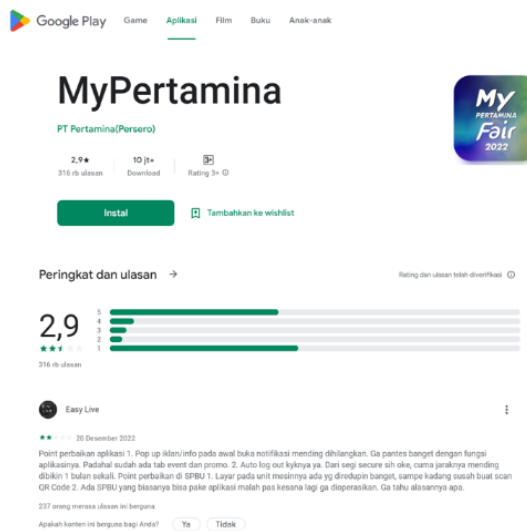 Google Play Game Aplikasi Film Buku Anak-anak
MyPertamina
PT Pertamina(Persero)
My
PERTAMINA
Fair
2022
2,9★ 10 jt+ 3+
316 rb ulasan Download Rating 3+
Instal Tambahkan ke wishlist
Peringkat dan ulasan → Rating dan ulasan telah diverifikasi
2,9
5
4
3
2
1
316 rb ulasan
Easy Live
20 Desember 2022
Point perbaikan aplikasi 1. Pop up iklan/info pada awal buka notifikasi mending dihilangkan. Ga pantes banget dengan fungsi
aplikasinya. Padahal sudah ada tab event dan promo. 2. Auto log out kyknya ya. Dari segi secure sih oke, cuma jaraknya mending
dibikin 1 bulan sekali. Point perbaikan di SPBU 1. Layar pada unit mesinnya ada yg diredupin banget, sampe kadang susah buat scan
QR Code 2. Ada SPBU yang biassanya bisa pake aplikasi malah pas kesana lagi ga dioperasikan. Ga tahu alasannya apa.
237 orang merasa ulasan ini berguna
Apakah konten ini berguna bagi Anda? Ya Tidak